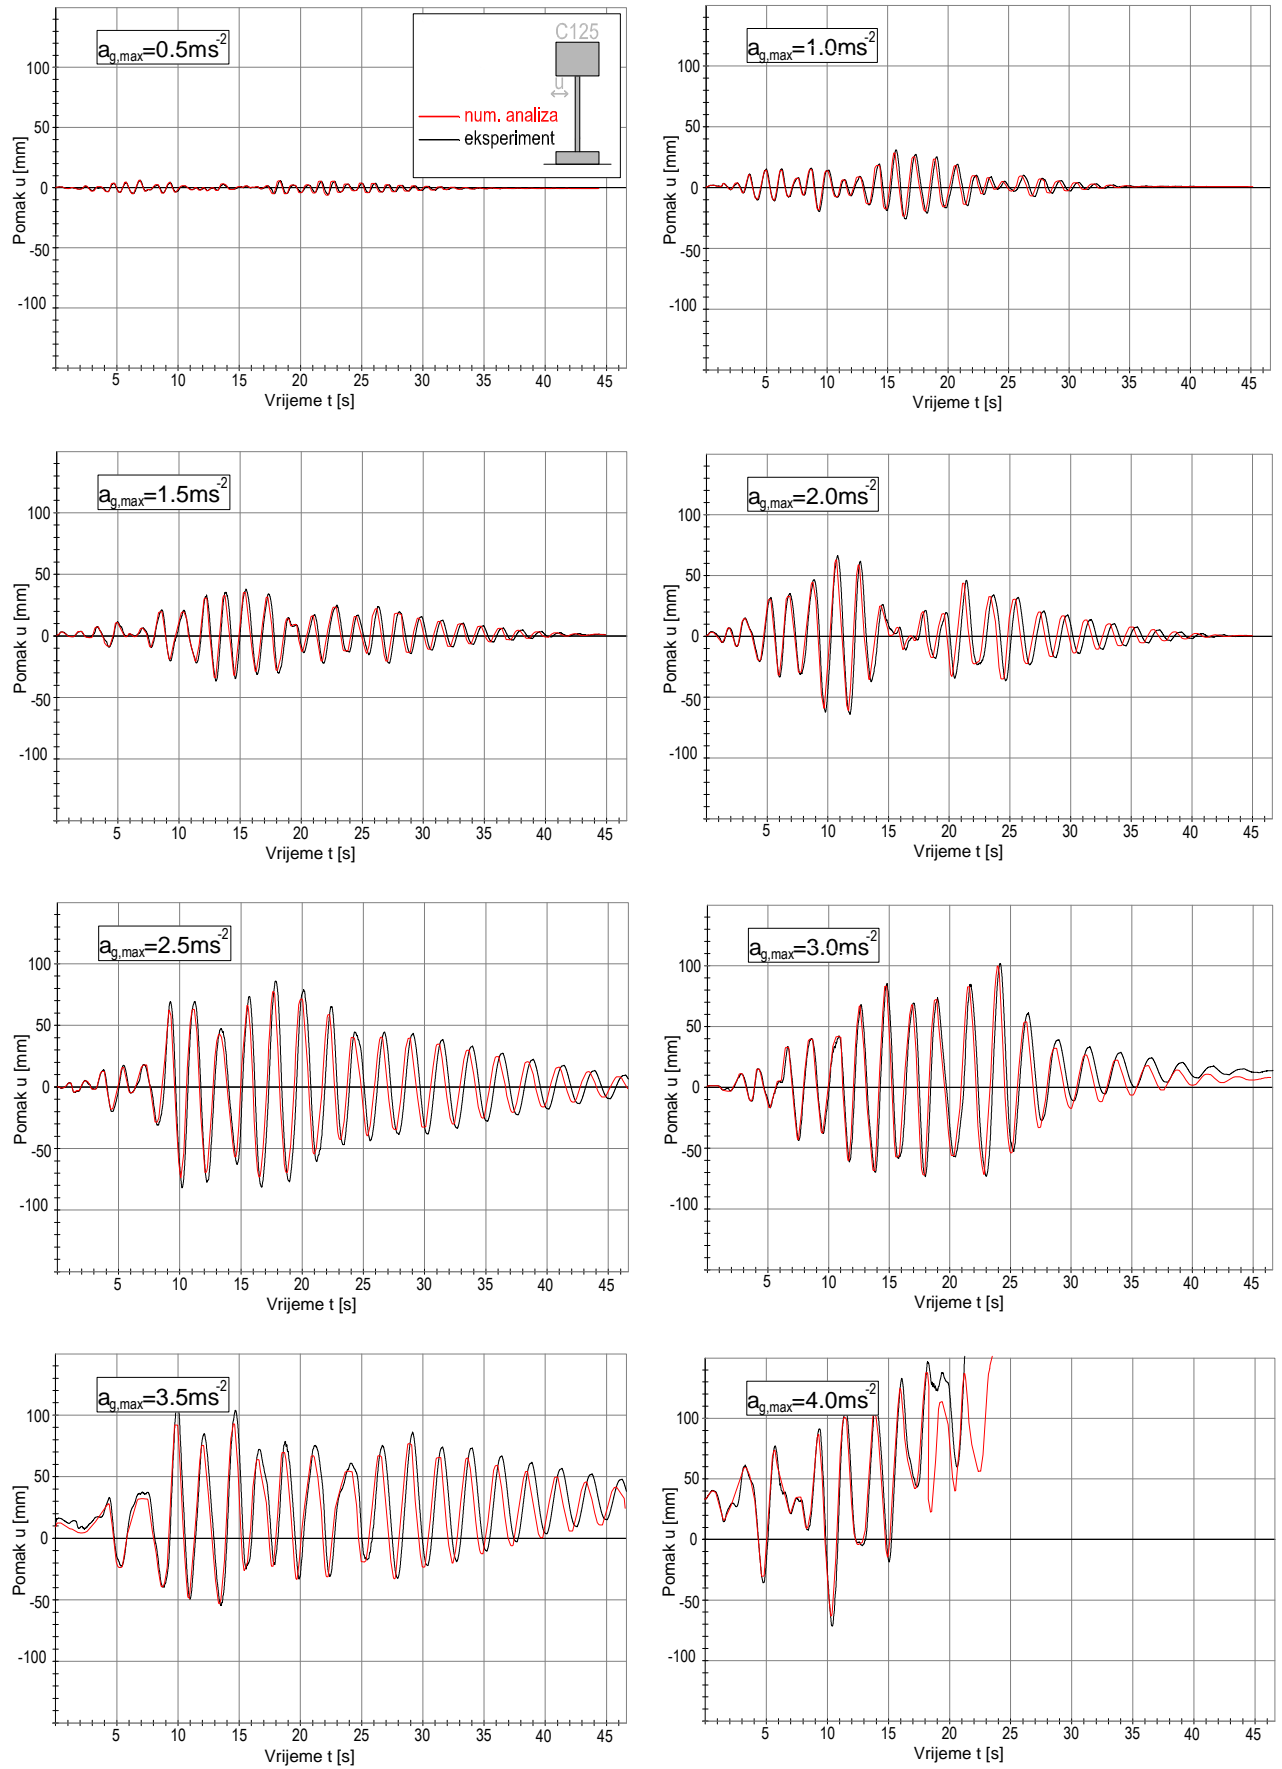 a_g,max=0.5ms^-2
C125
u
num. analiza
eksperiment
100
50
0
-50
-100
Pomak u [mm]
5 10 15 20 25 30 35 40 45
Vrijeme t [s]
a_g,max=1.0ms^-2
100
50
0
-50
-100
Pomak u [mm]
5 10 15 20 25 30 35 40 45
Vrijeme t [s]
a_g,max=1.5ms^-2
100
50
0
-50
-100
Pomak u [mm]
5 10 15 20 25 30 35 40 45
Vrijeme t [s]
a_g,max=2.0ms^-2
100
50
0
-50
-100
Pomak u [mm]
5 10 15 20 25 30 35 40 45
Vrijeme t [s]
a_g,max=2.5ms^-2
100
50
0
-50
-100
Pomak u [mm]
5 10 15 20 25 30 35 40 45
Vrijeme t [s]
a_g,max=3.0ms^-2
100
50
0
-50
-100
Pomak u [mm]
5 10 15 20 25 30 35 40 45
Vrijeme t [s]
a_g,max=3.5ms^-2
100
50
0
-50
-100
Pomak u [mm]
5 10 15 20 25 30 35 40 45
Vrijeme t [s]
a_g,max=4.0ms^-2
100
50
0
-50
-100
Pomak u [mm]
5 10 15 20 25 30 35 40 45
Vrijeme t [s]